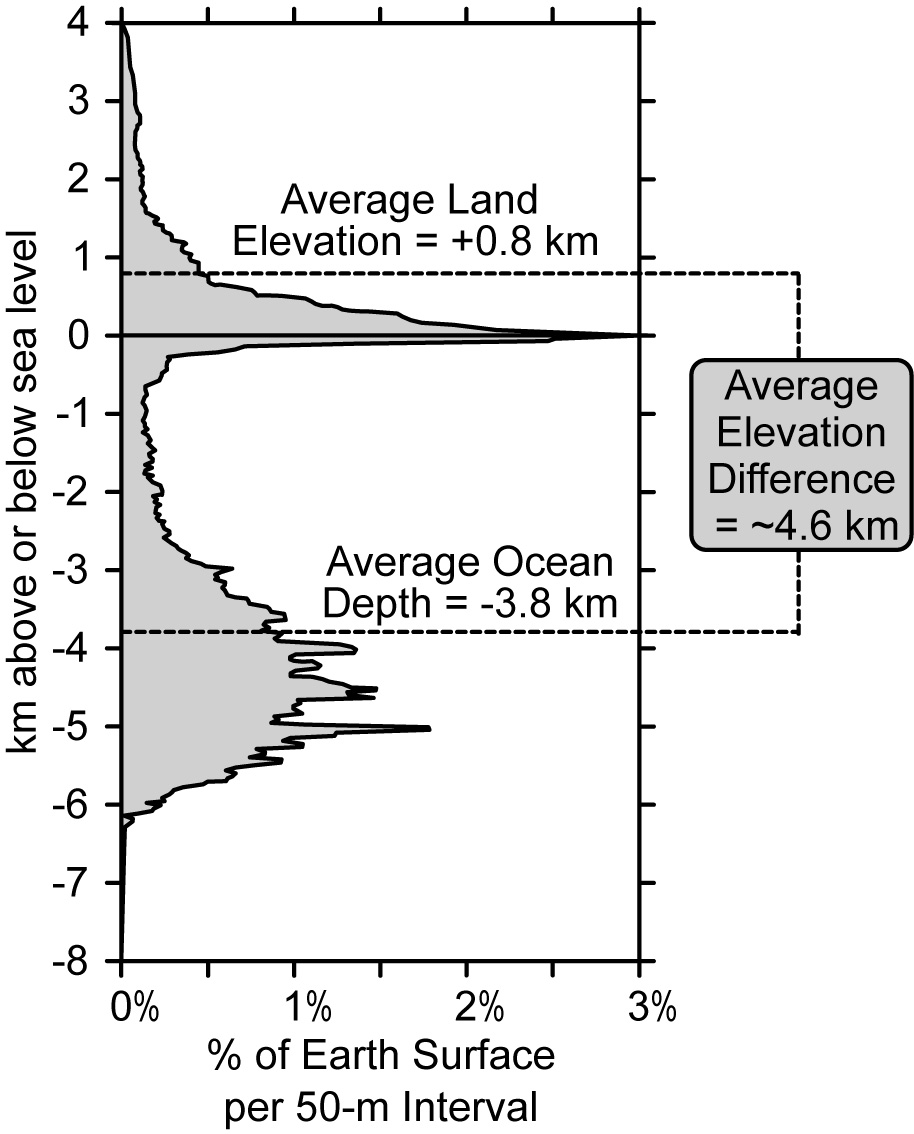 4
3
2
1
0
-1
-2
-3
-4
-5
-6
-7
-8
km above or below sea level
Average Land
Elevation = +0.8 km
Average Ocean
Depth = -3.8 km
Average
Elevation
Difference
= ~4.6 km
0% 1% 2% 3%
% of Earth Surface
per 50-m Interval